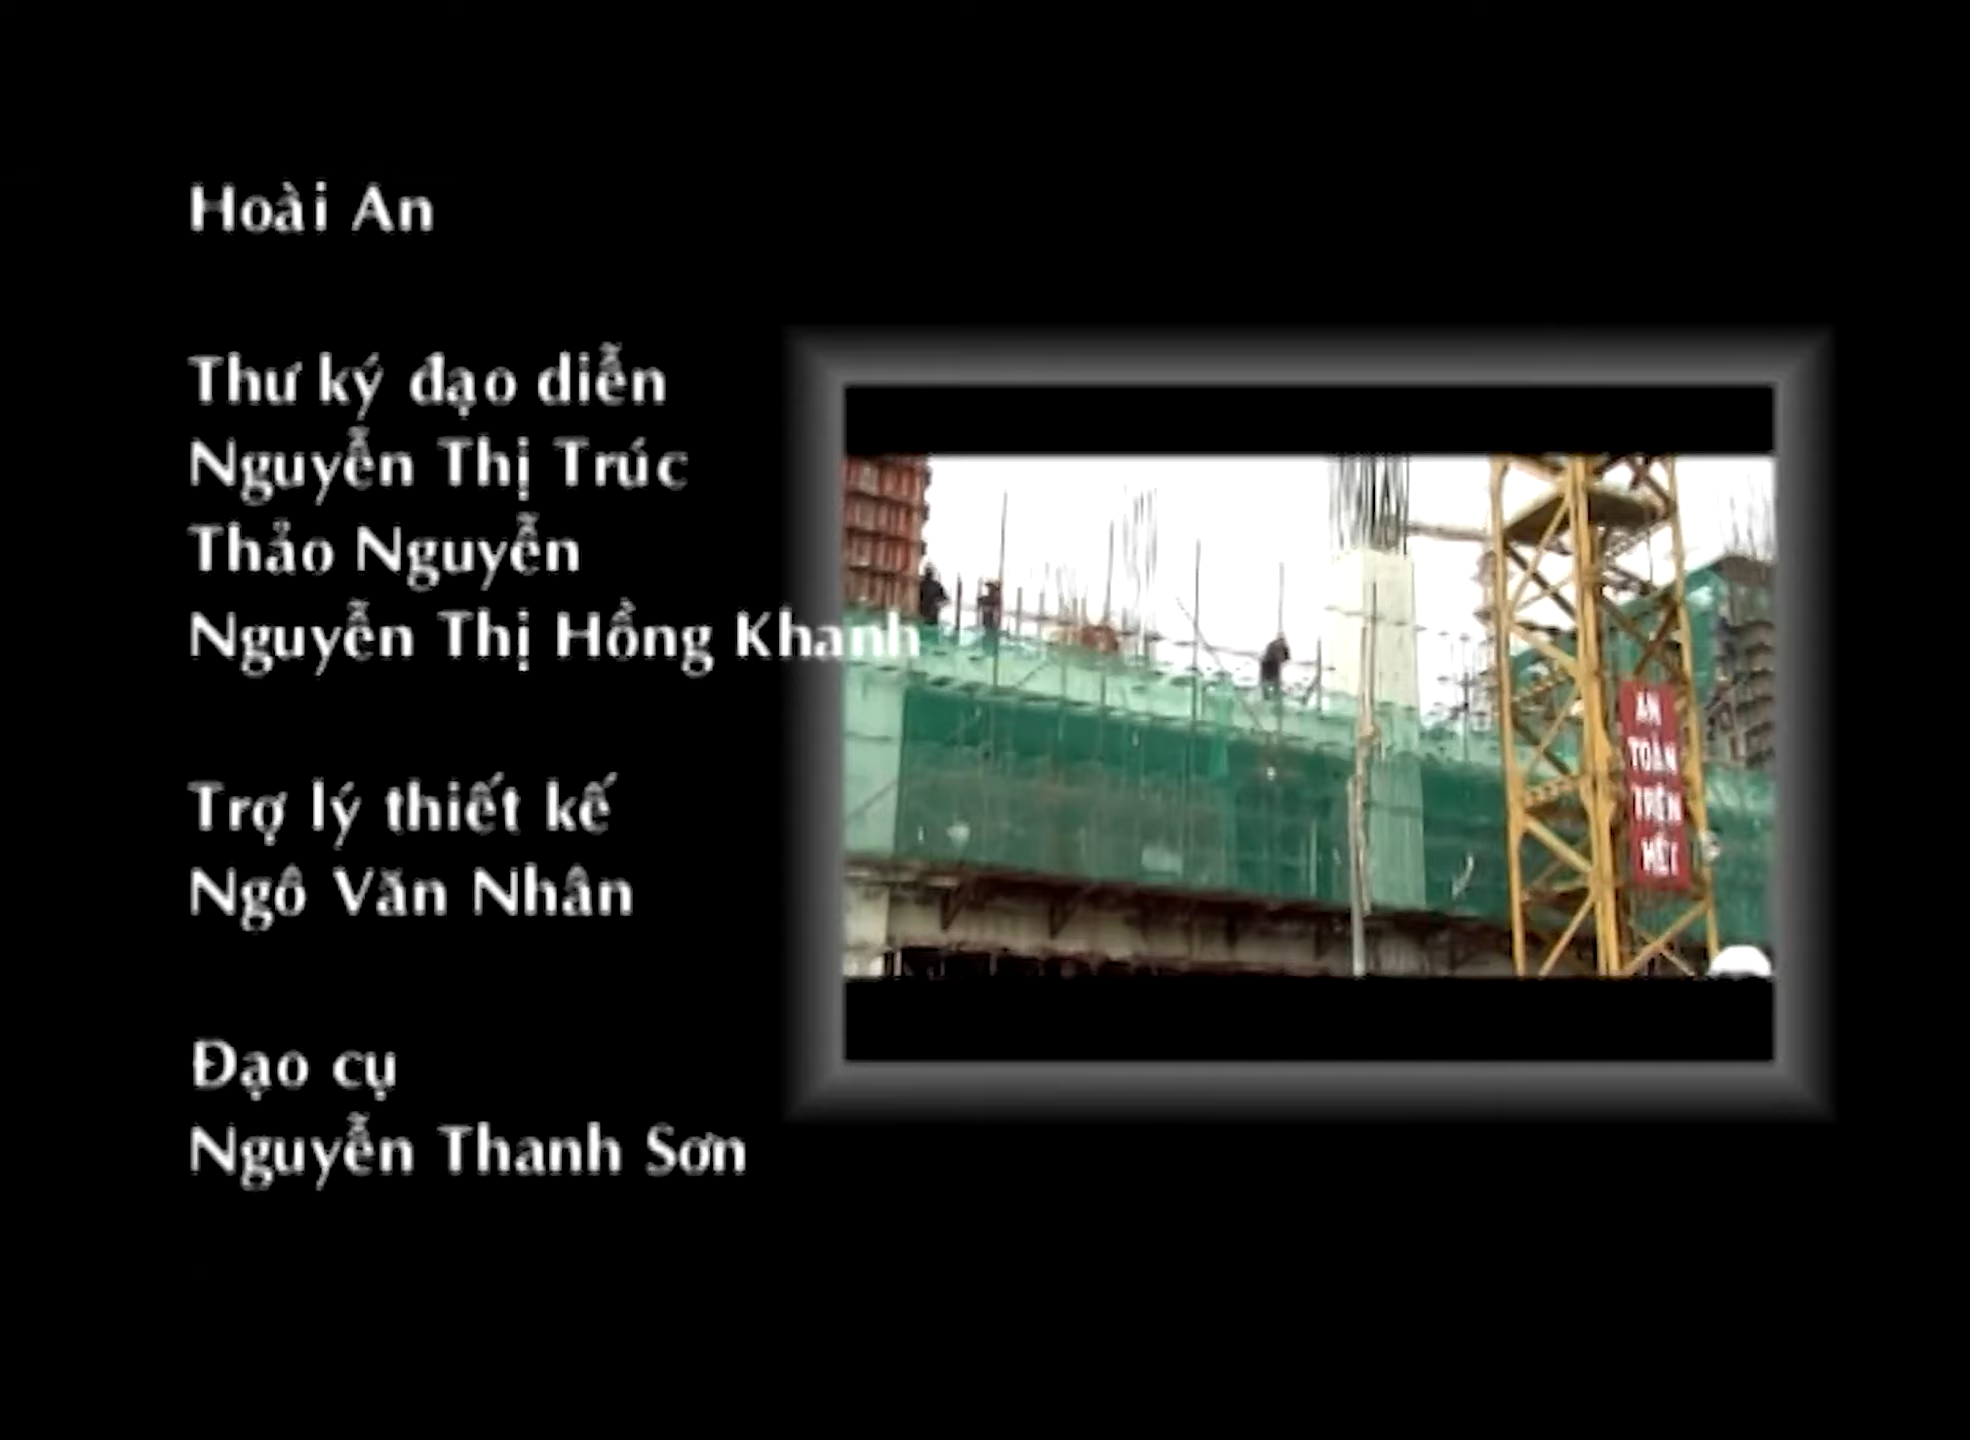 Hoài An
Thư ký đạo diễn
Nguyễn Thị Trúc
Thảo Nguyễn
Nguyễn Thị Hồng Khanh
Trợ lý thiết kế
Ngô Văn Nhân
Đạo cụ
Nguyễn Thanh Sơn
AN
TOÀN
TRÊN
HẾT